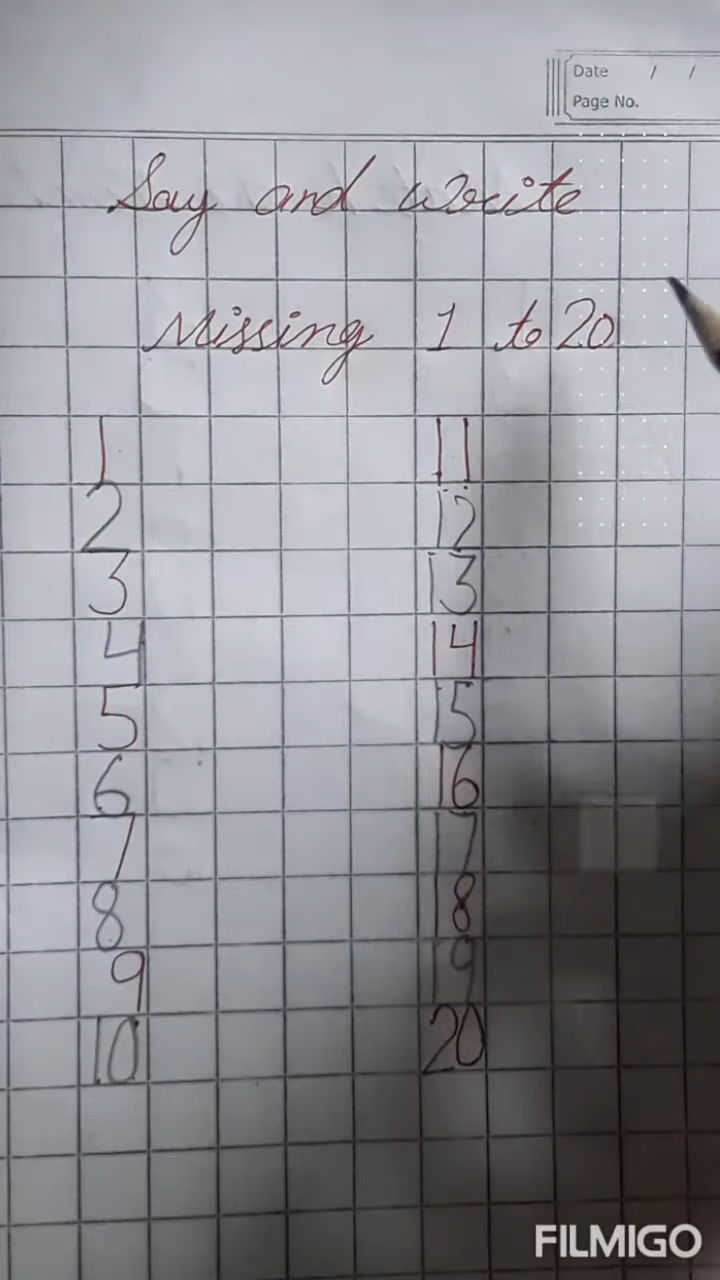 Date / /
Page No.
Say and Write
Missing 1 to 20
1 11
2 12
3 13
4 14
5 15
6 16
7 17
8 18
9 19
10 20
FILMIGO